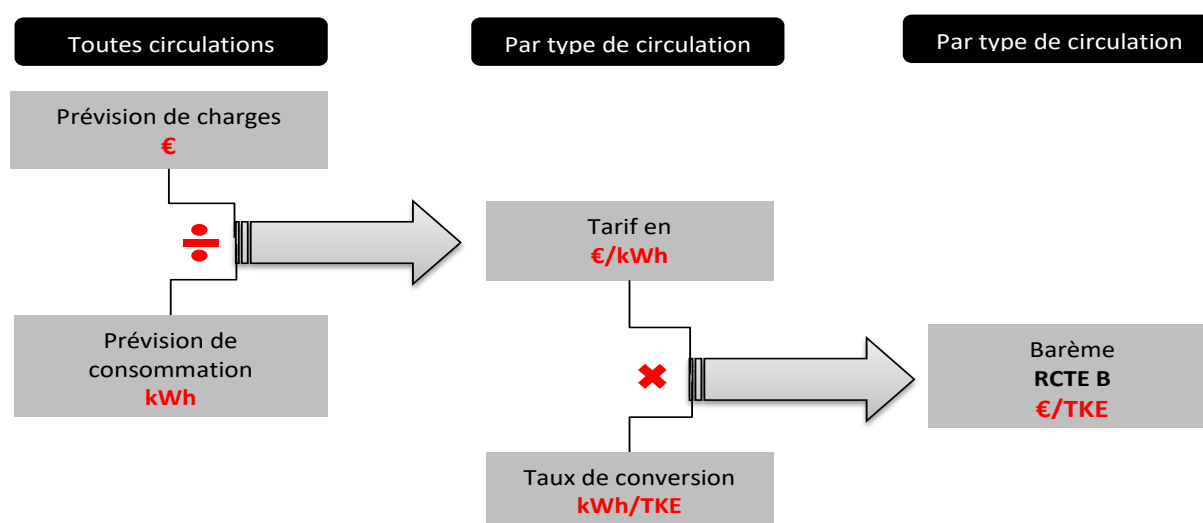 Toutes circulations
Par type de circulation
Par type de circulation
Prévision de charges
€
Prévision de
consommation
kWh
Tarif en
€/kWh
Taux de conversion
kWh/TKE
Barème
RCTE B
€/TKE